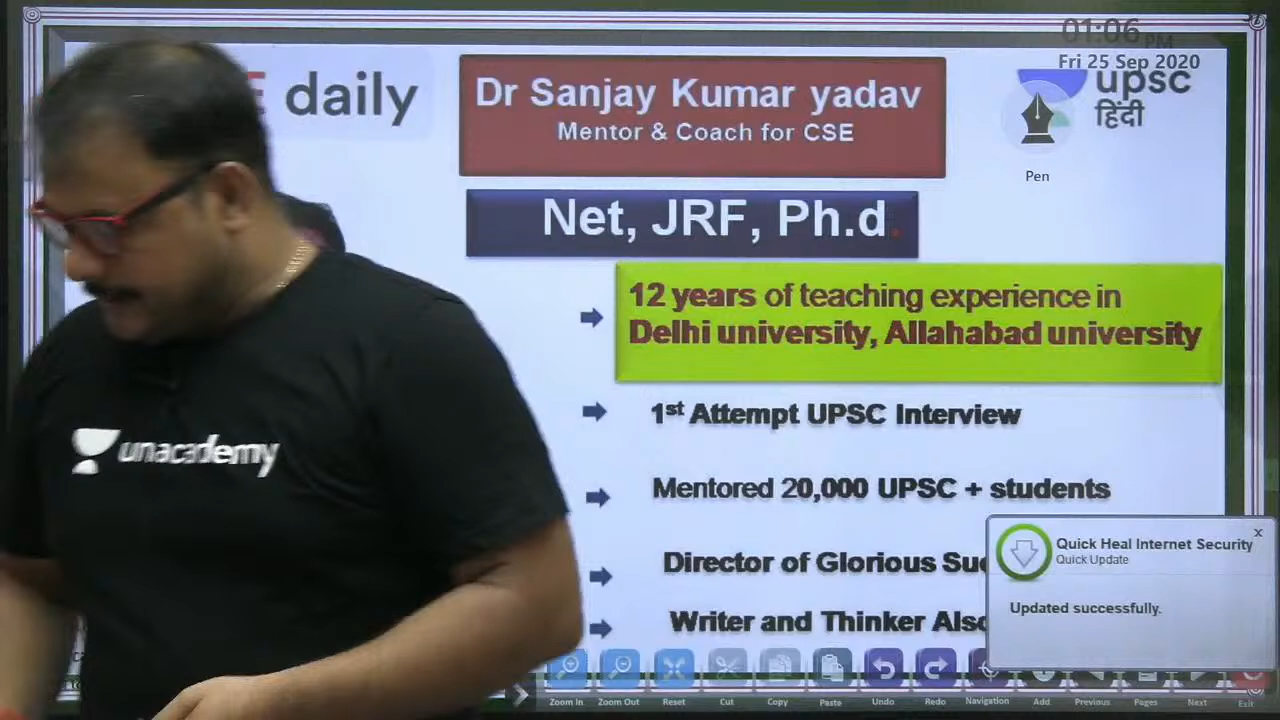 01:06 PM
Fri 25 Sep 2020
daily
Dr Sanjay Kumar yadav
Mentor & Coach for CSE
upsc
हिंदी
Pen
Net, JRF, Ph.d.
12 years of teaching experience in
Delhi university, Allahabad university
1st Attempt UPSC Interview
unacademy
Mentored 20,000 UPSC + students
Quick Heal Internet Security
x
Quick Update
Director of Glorious
Updated successfully.
Writer and Thinker
Zoom In Zoom Out Reset Cut Copy Paste Undo Redo Navigation Add Previous Pages Next Exit